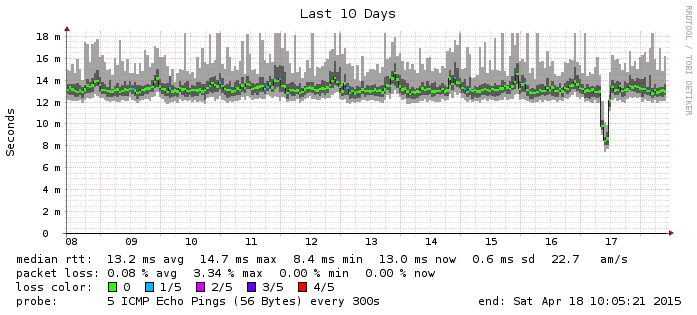 Last 10 Days
RRDTOOL / TOBI OETIKER
Seconds
18 m
16 m
14 m
12 m
10 m
8 m
6 m
4 m
2 m
0
08 09 10 11 12 13 14 15 16 17
median rtt: 13.2 ms avg 14.7 ms max 8.4 ms min 13.0 ms now 0.6 ms sd 22.7 am/s
packet loss: 0.08 % avg 3.34 % max 0.00 % min 0.00 % now
loss color: 0 1/5 2/5 3/5 4/5
probe: 5 ICMP Echo Pings (56 Bytes) every 300s end: Sat Apr 18 10:05:21 2015